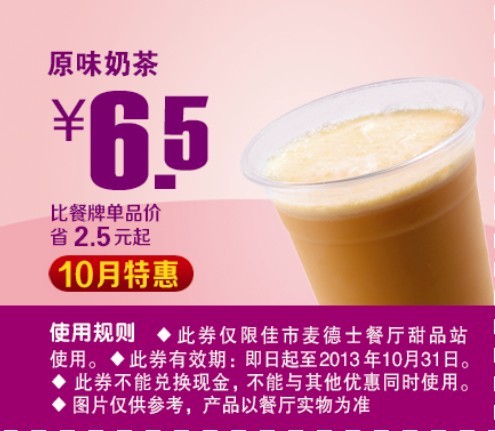 原味奶茶
¥6.5
比餐牌单品价
省2.5元起
10月特惠
使用规则 ◆此券仅限佳市麦德士餐厅甜品站
使用。◆此券有效期：即日起至2013年10月31日。
◆ 此券不能兑换现金，不能与其他优惠同时使用。
◆图片仅供参考，产品以餐厅实物为准